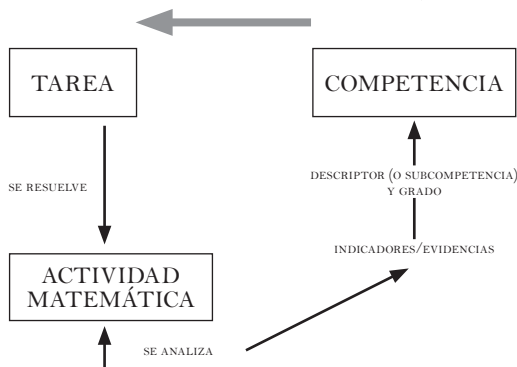 TAREA
COMPETENCIA
SE RESUELVE
DESCRIPTOR (O SUBCOMPETENCIA)
Y GRADO
INDICADORES/EVIDENCIAS
ACTIVIDAD
MATEMÁTICA
SE ANALIZA